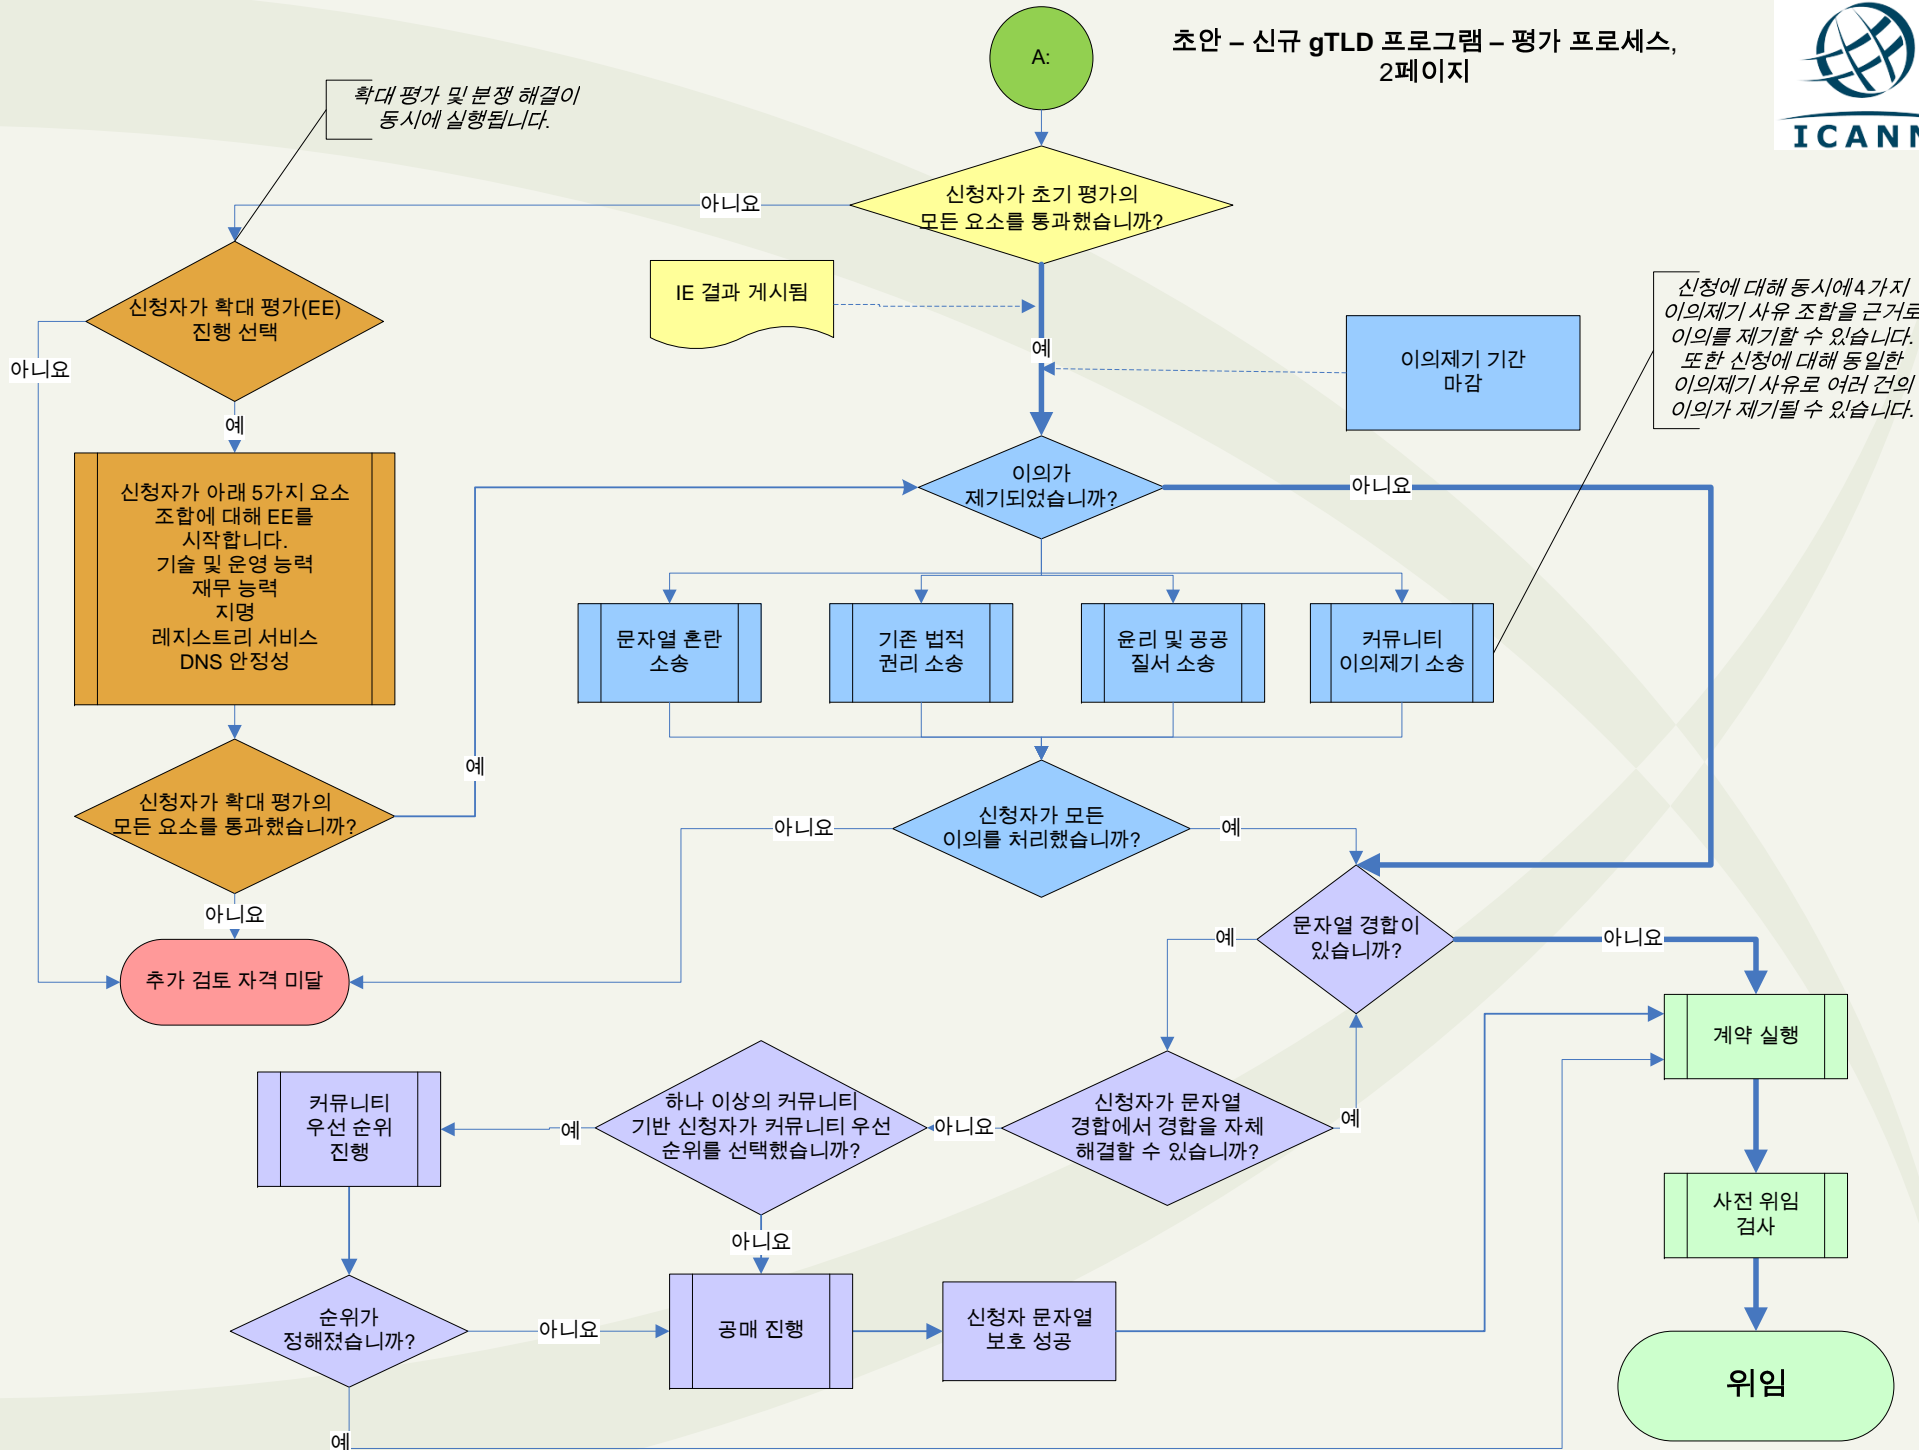 초안 – 신규 gTLD 프로그램 – 평가 프로세스,
2페이지
ICANN
A:
확대 평가 및 분쟁 해결이
동시에 실행됩니다.
신청자가 초기 평가의
모든 요소를 통과했습니까?
아니요
IE 결과 게시됨
예
이의제기 기간
마감
신청에 대해 동시에 4가지
이의제기 사유 조합을 근거로
이의를 제기할 수 있습니다.
또한 신청에 대해 동일한
이의제기 사유로 여러 건의
이의가 제기될 수 있습니다.
신청자가 확대 평가(EE)
진행 선택
아니요
예
신청자가 아래 5가지 요소
조합에 대해 EE를
시작합니다.
기술 및 운영 능력
재무 능력
지명
레지스트리 서비스
DNS 안정성
이의가
제기되었습니까?
아니요
문자열 혼란
소송
기존 법적
권리 소송
윤리 및 공공
질서 소송
커뮤니티
이의제기 소송
신청자가 확대 평가의
모든 요소를 통과했습니까?
예
아니요
신청자가 모든
이의를 처리했습니까?
아니요
예
추가 검토 자격 미달
문자열 경합이
있습니까?
예
아니요
계약 실행
신청자가 문자열
경합에서 경합을 자체
해결할 수 있습니까?
예
아니요
하나 이상의 커뮤니티
기반 신청자가 커뮤니티 우선
순위를 선택했습니까?
예
아니요
커뮤니티
우선 순위
진행
사전 위임
검사
순위가
정해졌습니까?
아니요
공매 진행
신청자 문자열
보호 성공
위임
예